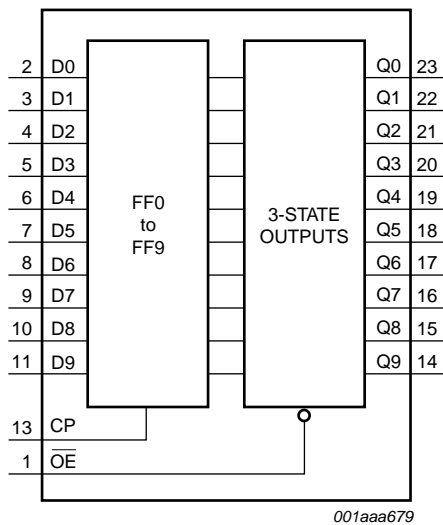 2 D0 Q0 23
3 D1 Q1 22
4 D2 Q2 21
5 D3 Q3 20
6 D4 Q4 19
7 D5 Q5 18
8 D6 Q6 17
9 D7 Q7 16
10 D8 Q8 15
11 D9 Q9 14
FF0
to
FF9
3-STATE
OUTPUTS
13 CP
1 O̅E̅
001aaa679